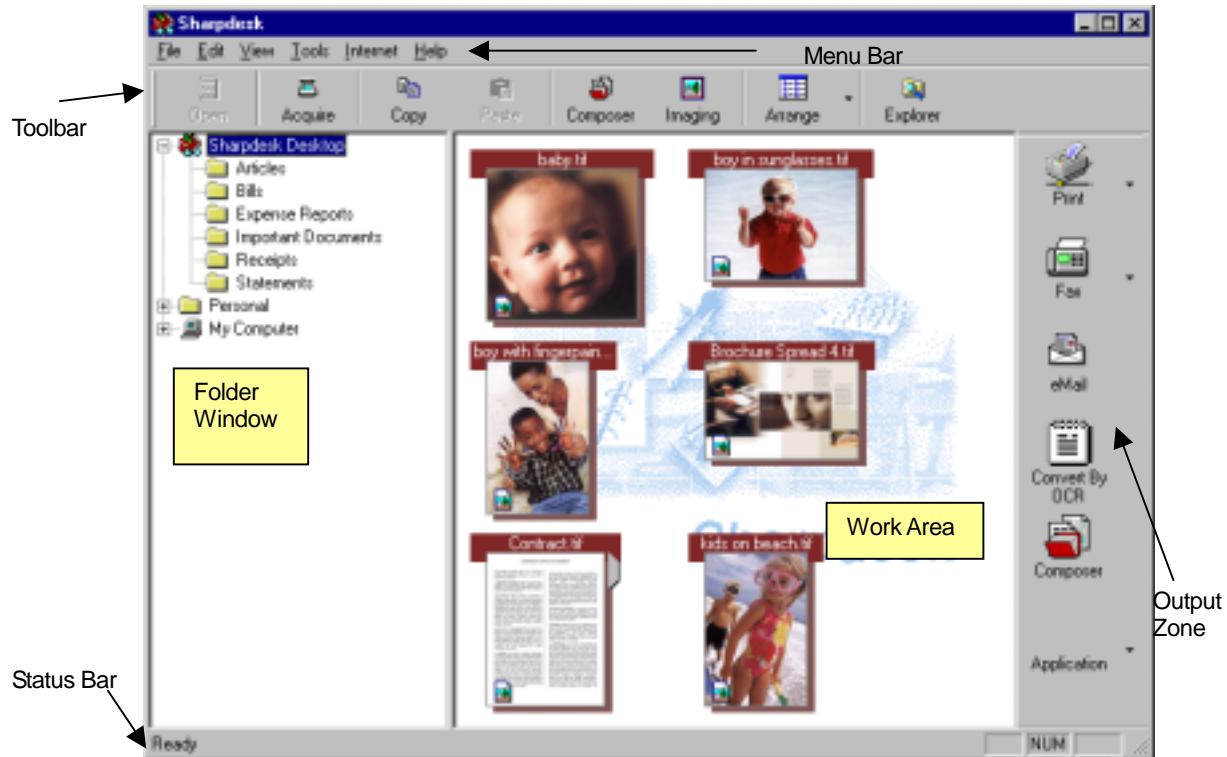 Sharpdesk
File Edit View Tools Internet Help
Menu Bar
Toolbar
Open Acquire Copy Paste Composer Imaging Arrange Explorer
Sharpdesk Desktop
Articles
Bills
Expense Reports
Important Documents
Receipts
Statements
Personal
My Computer
Folder
Window
baby.tif
boy in sunglasses.tif
boy with fingerpain...
Brochure Spread 4.tif
Contract.tif
kids on beach.tif
Work Area
Print
Fax
eMail
Convert By
OCR
Composer
Application
Output
Zone
Status Bar
Ready
NUM